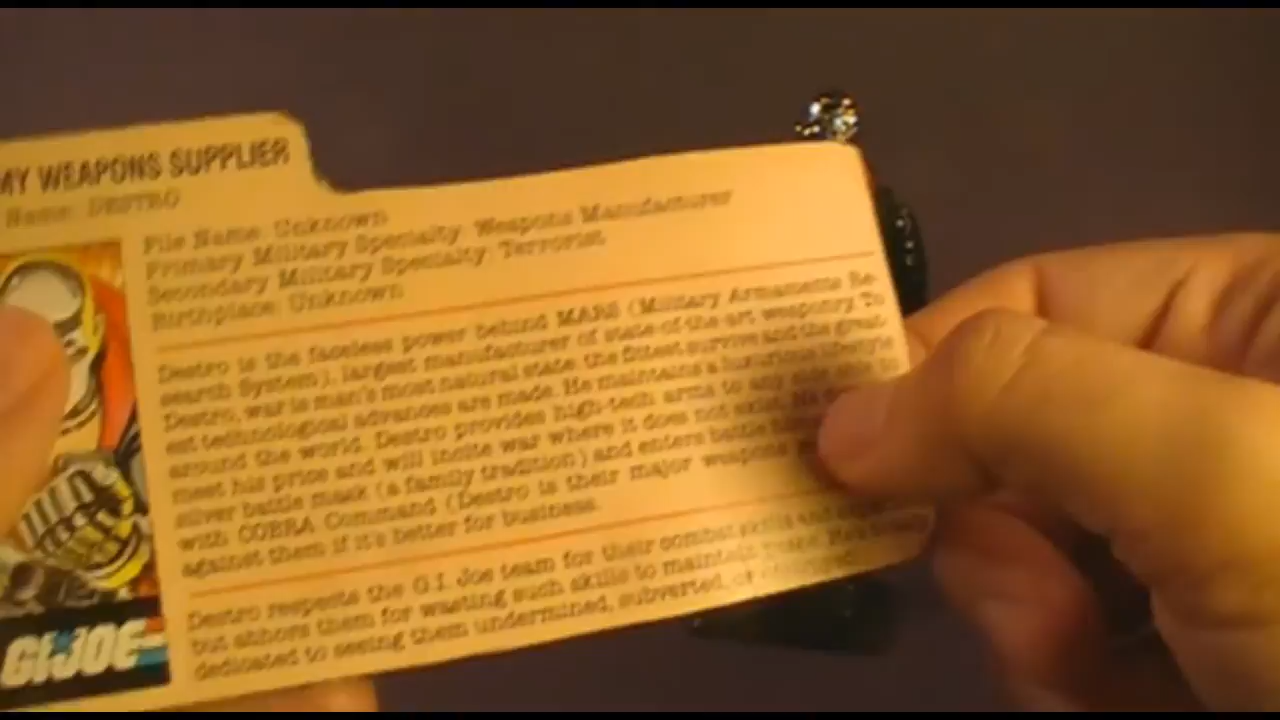 MY WEAPONS SUPPLIER
Name: DESTRO
File Name: Unknown
Primary Military Specialty: Weapons Manufacturer
Secondary Military Specialty: Terrorist
Birthplace: Unknown
Destro is the faceless power behind MARS (Military Armaments Re-
search System), largest manufacturer of state-of-the-art weaponry. To
Destro, war is man's most natural state: the fittest survive and the great-
est technological advances are made. He maintains a luxurious lifestyle
around the world. Destro provides high-tech arms to any side able to
meet his price and will incite war where it does not exist. He
silver battle mask (a family tradition) and enters battle
with COBRA Command (Destro is their major weapons
against them if it's better for business.
Destro respects the G.I. Joe team for their combat skills and
but abhors them for wasting such skills to maintain peace. He's totally
dedicated to seeing them undermined, subverted, or
GI JOE